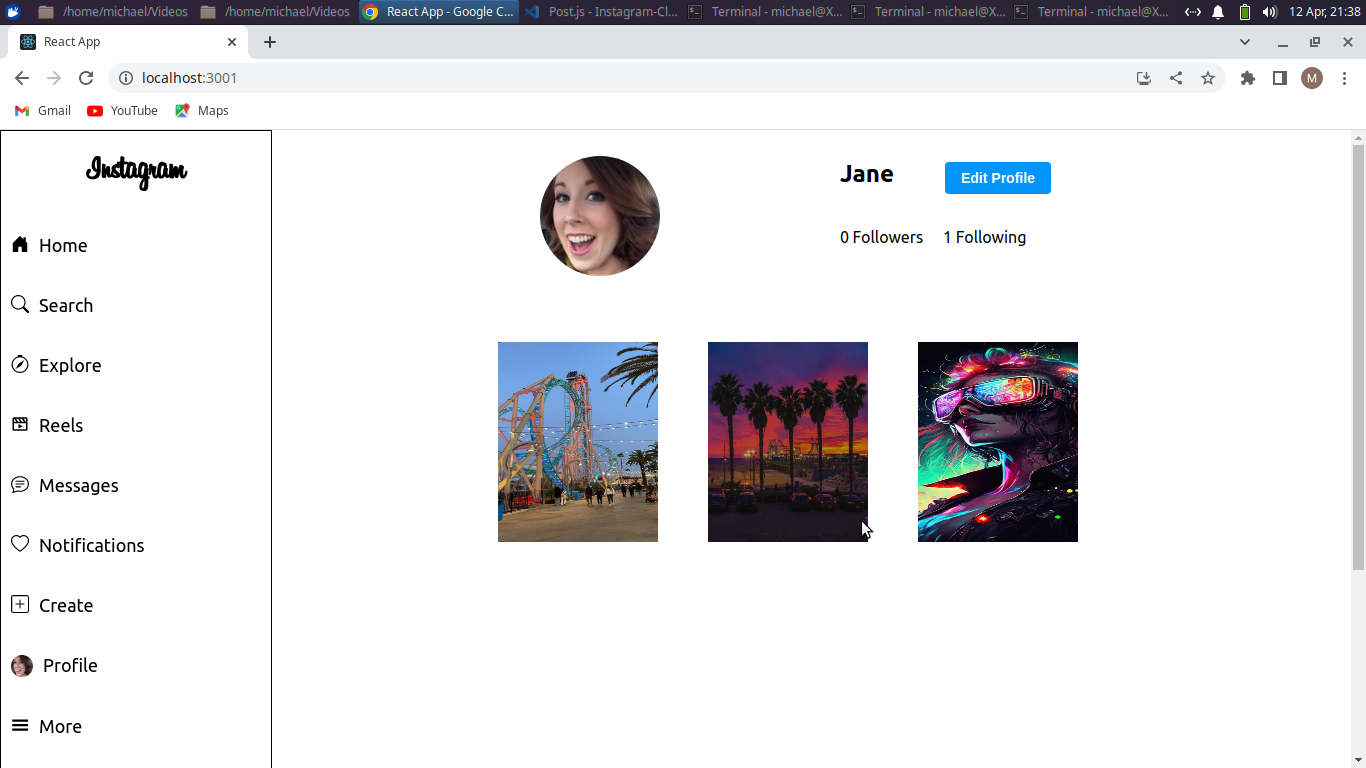 /home/michael/Videos
/home/michael/Videos
React App - Google C...
Post.js - Instagram-Cl...
Terminal - michael@X...
Terminal - michael@X...
Terminal - michael@X...
12 Apr, 21:38
React App
localhost:3001
M
Gmail
YouTube
Maps
Instagram
Jane
Edit Profile
0 Followers 1 Following
Home
Search
Explore
Reels
Messages
Notifications
Create
Profile
More